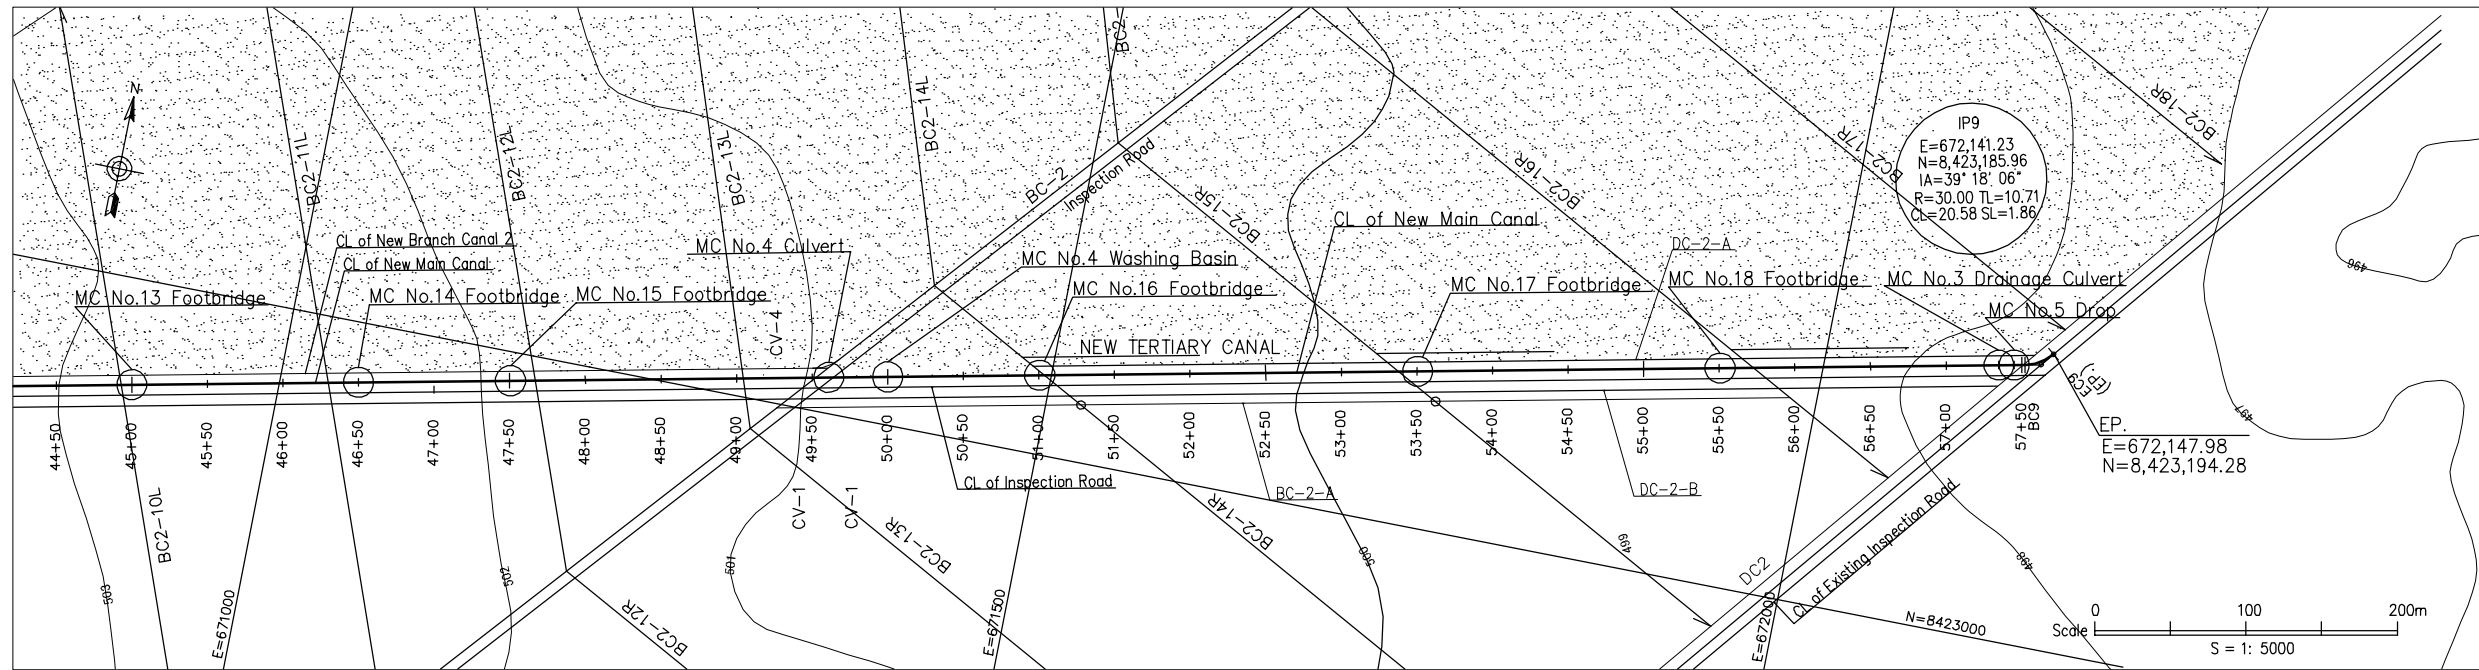 N
BC2-10L
BC2-11L
BC2-12L
BC2-13L
BC2-14L
BC2
BC-2
Inspection Road
BC2-15R
BC2-16R
BC2-17R
BC2-18R
IP9
E=672,141.23
N=8,423,185.96
IA=39° 18' 06"
R=30.00 TL=10.71
CL=20.58 SL=1.86
CL of New Branch Canal 2
CL of New Main Canal
MC No.4 Culvert
CL of New Main Canal
DC-2-A
MC No.4 Washing Basin
MC No.13 Footbridge
MC No.14 Footbridge
MC No.15 Footbridge
MC No.16 Footbridge
MC No.17 Footbridge
MC No.18 Footbridge
MC No.3 Drainage Culvert
MC No.5 Drop
CV-4
NEW TERTIARY CANAL
496
497
EC9
(EP.)
44+50
45+00
45+50
46+00
46+50
47+00
47+50
48+00
48+50
49+00
49+50
50+00
50+50
51+00
51+50
52+00
52+50
53+00
53+50
54+00
54+50
55+00
55+50
56+00
56+50
57+00
57+50
BC9
EP.
E=672,147.98
N=8,423,194.28
CL of Inspection Road
BC-2-A
DC-2-B
CV-1
CV-1
BC2-13R
BC2-14R
BC2-12R
503
502
501
500
499
498
E=671000
E=671500
E=672000
N=8423000
DC2
CL of Existing Inspection Road
0 100 200m
Scale
S = 1: 5000